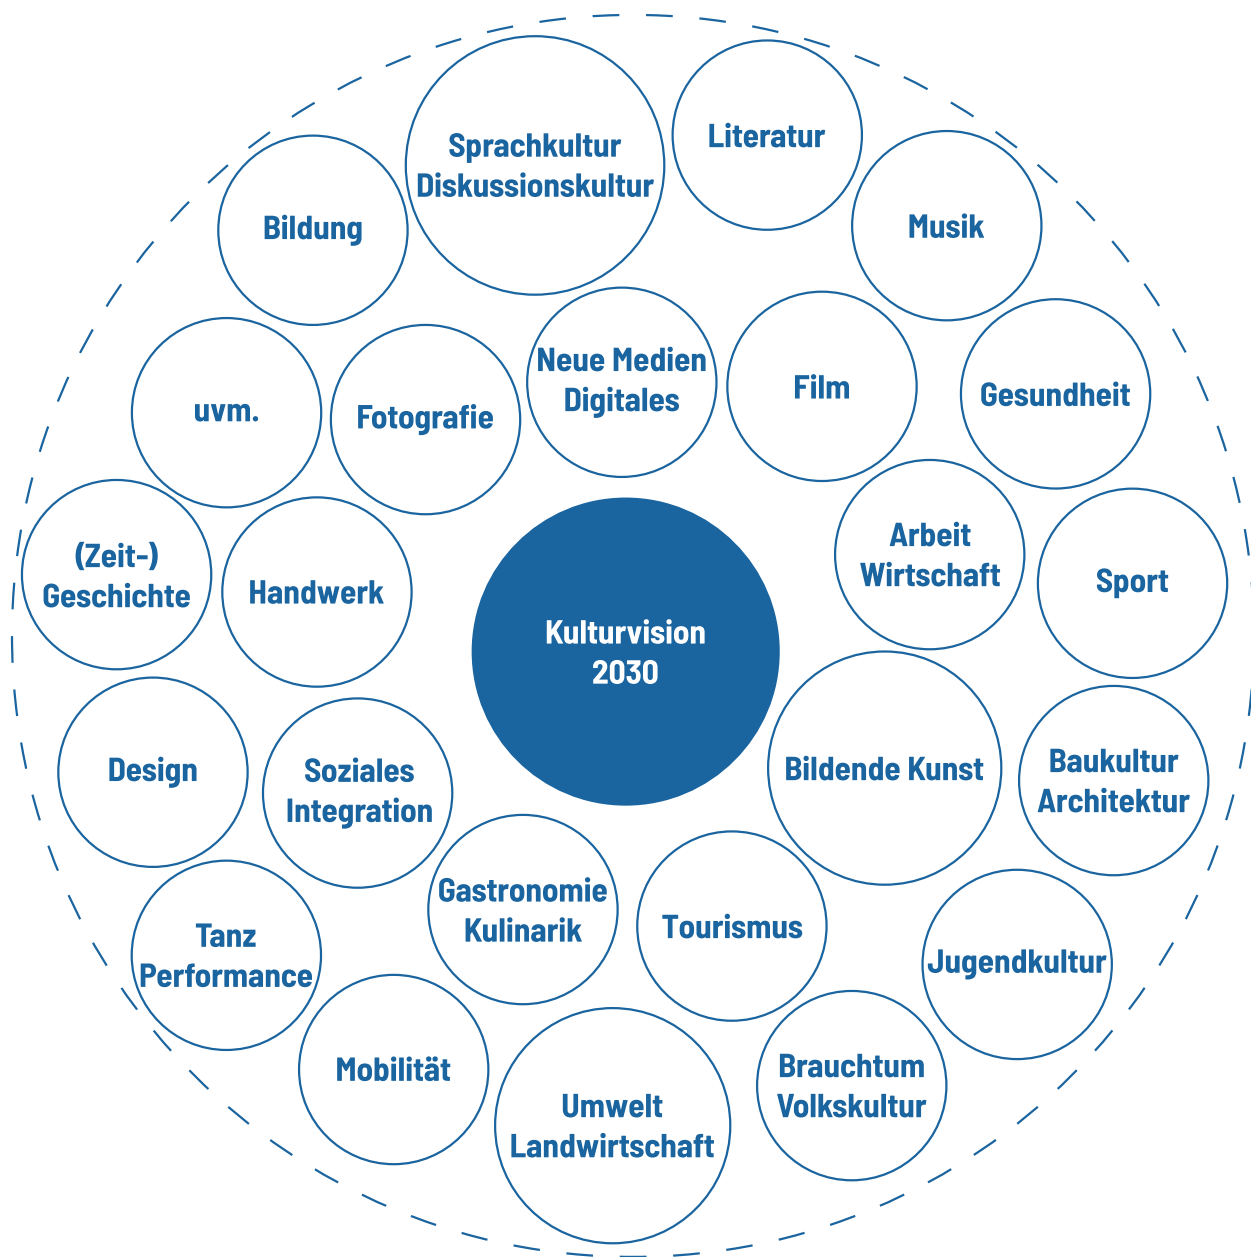 Sprachkultur
Diskussionskultur
Literatur
Bildung
Musik
Neue Medien
Digitales
Film
Gesundheit
uvm.
Fotografie
(Zeit-)
Geschichte
Handwerk
Arbeit
Wirtschaft
Sport
Kulturvision
2030
Design
Soziales
Integration
Bildende Kunst
Baukultur
Architektur
Gastronomie
Kulinarik
Tourismus
Tanz
Performance
Jugendkultur
Mobilität
Umwelt
Landwirtschaft
Brauchtum
Volkskultur